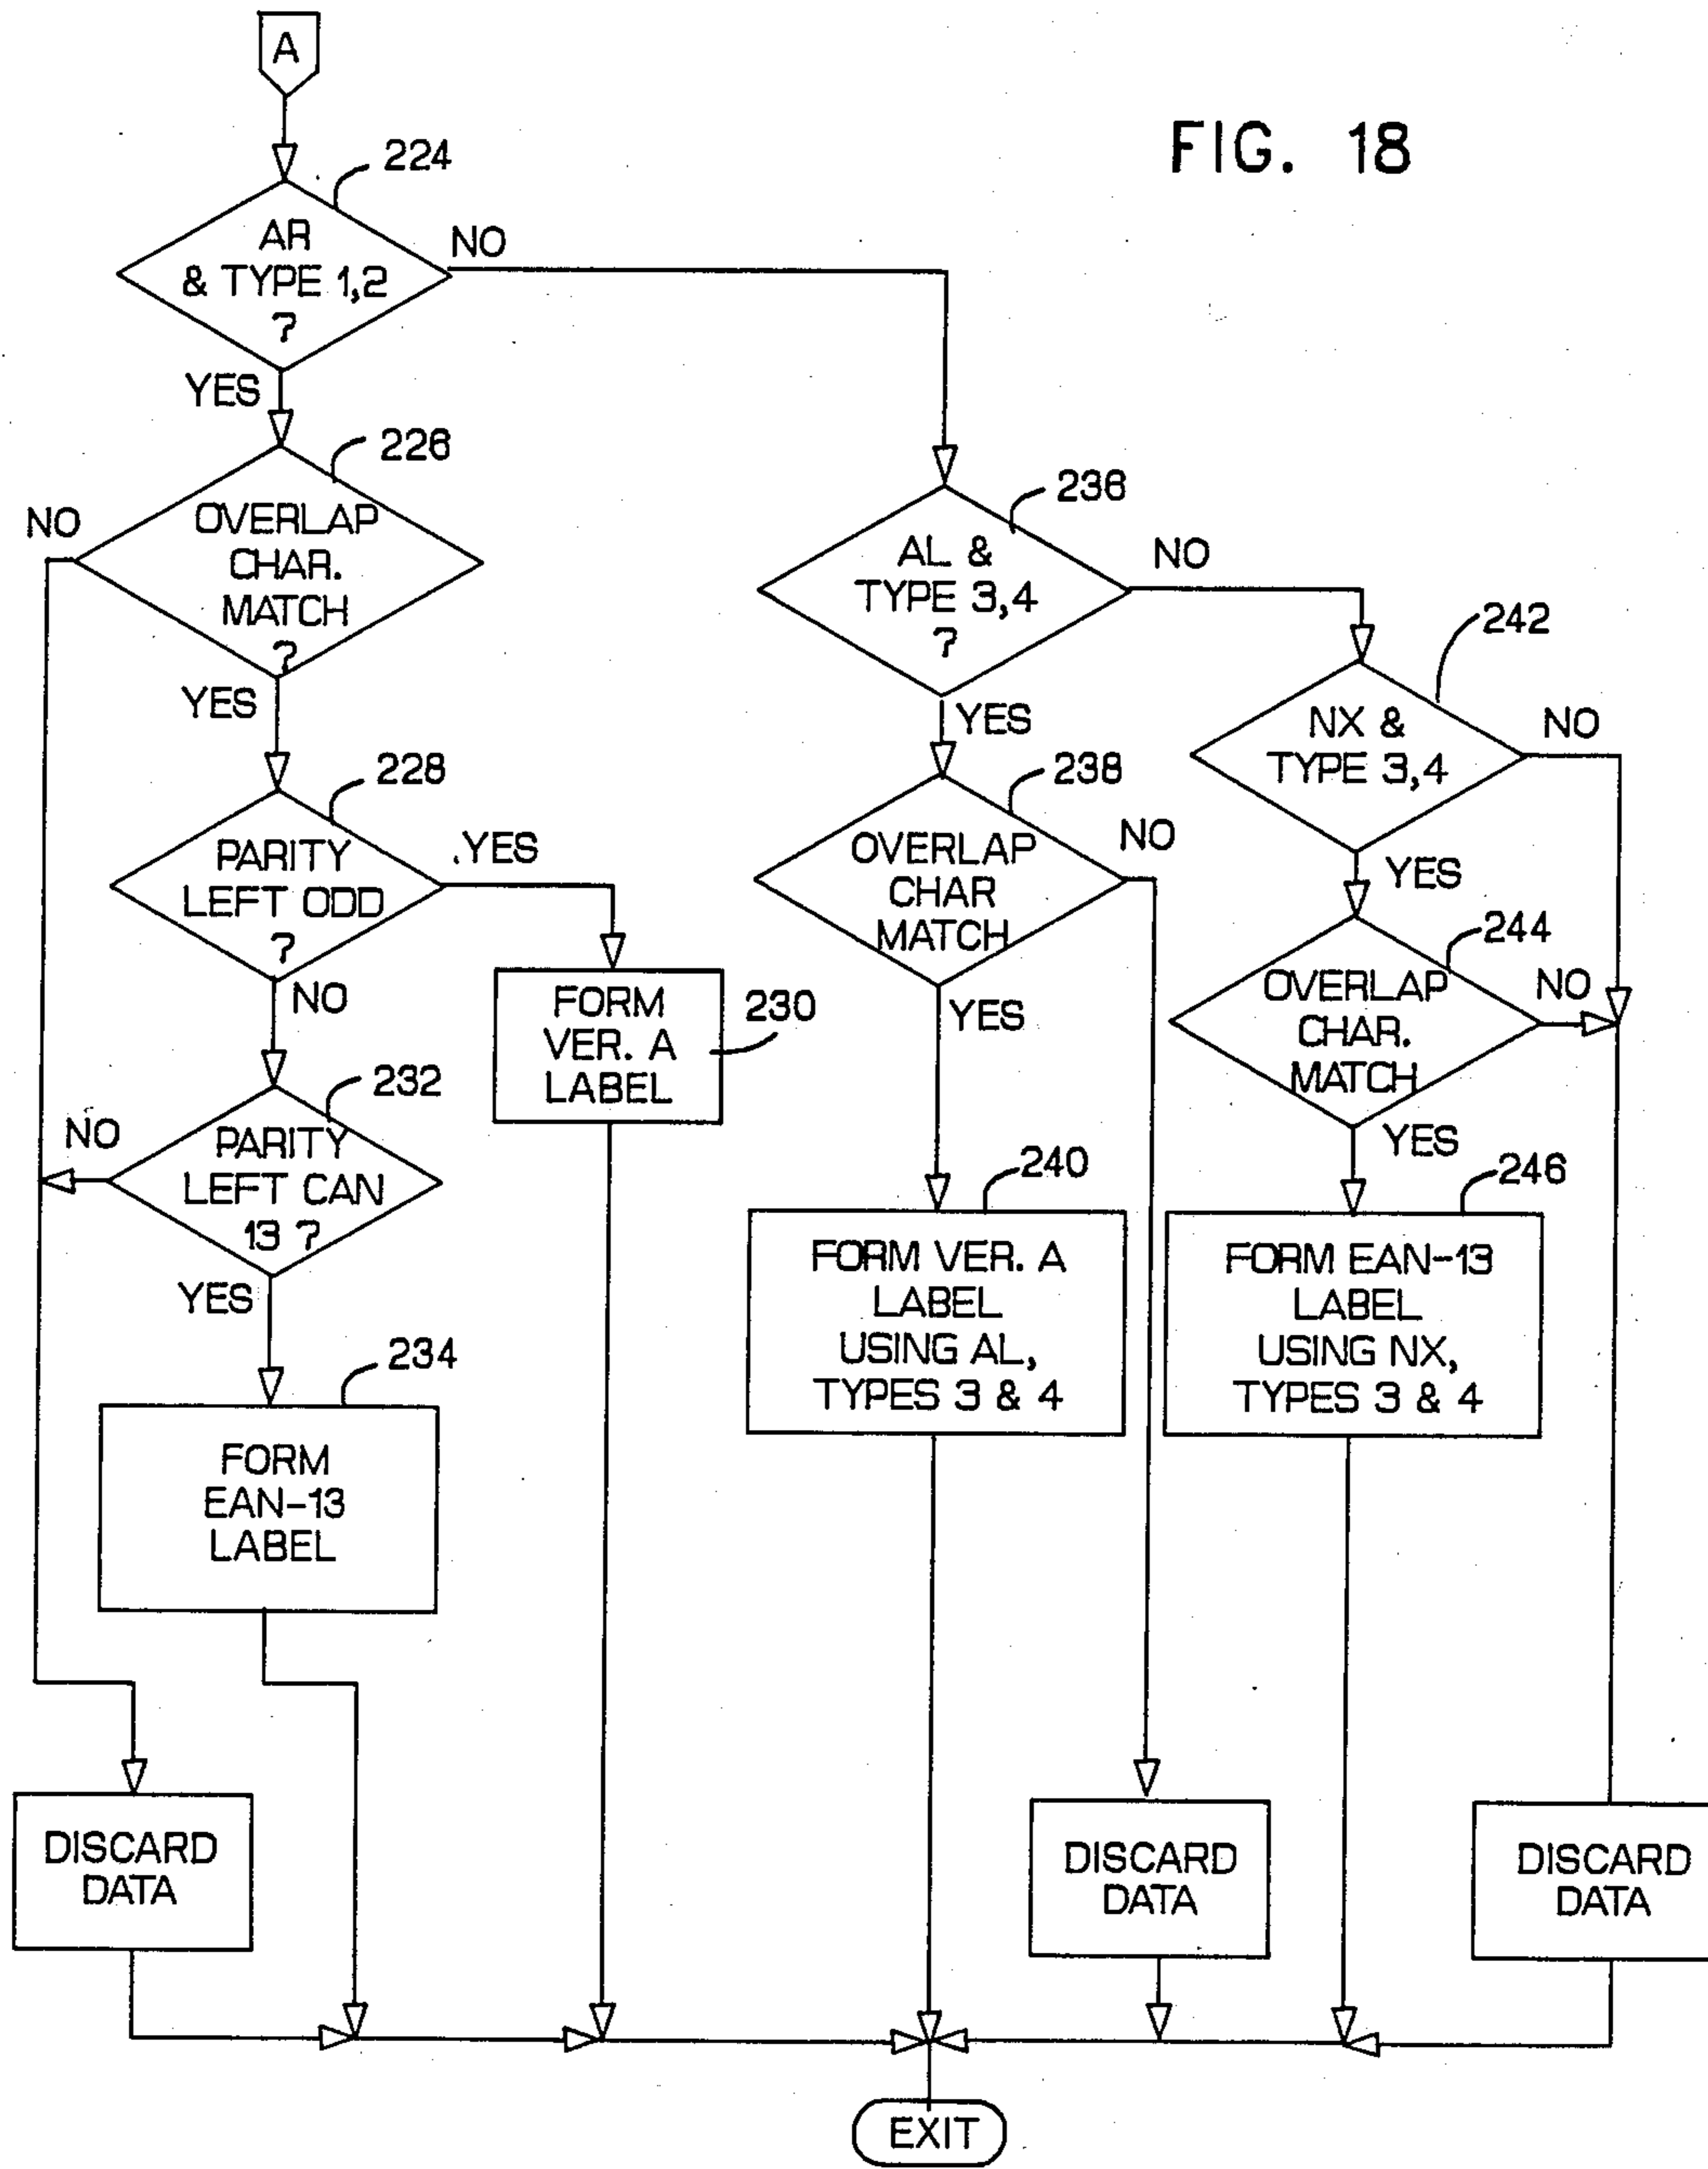 A
FIG. 18
224
AR
& TYPE 1,2
?
NO
YES
226
OVERLAP
CHAR.
MATCH
?
NO
YES
228
PARITY
LEFT ODD
?
YES
NO
FORM
VER. A
LABEL
230
232
PARITY
LEFT CAN
13 ?
NO
YES
234
FORM
EAN-13
LABEL
DISCARD
DATA
236
AL &
TYPE 3,4
?
NO
YES
238
OVERLAP
CHAR
MATCH
NO
YES
240
FORM VER. A
LABEL
USING AL,
TYPES 3 & 4
DISCARD
DATA
242
NX &
TYPE 3,4
NO
YES
244
OVERLAP
CHAR.
MATCH
NO
YES
246
FORM EAN-13
LABEL
USING NX,
TYPES 3 & 4
DISCARD
DATA
EXIT